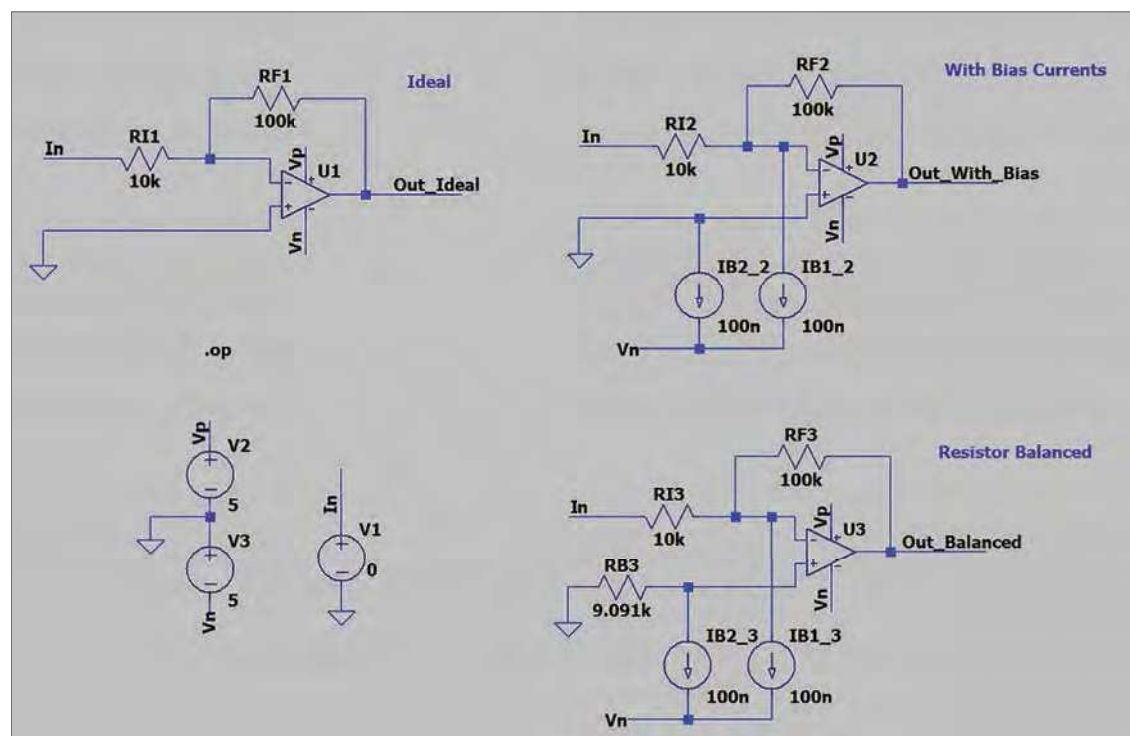 Ideal
RF1
100k
In
RI1
10k
Vp
U1
Out_Ideal
Vn
With Bias Currents
RF2
100k
In
RI2
10k
Vp
U2
Out_With_Bias
Vn
IB2_2
IB1_2
100n
100n
Vn
.op
Vp
V2
5
V3
5
Vn
In
V1
0
Resistor Balanced
RF3
100k
In
RI3
10k
Vp
U3
Out_Balanced
RB3
9.091k
Vn
IB2_3
IB1_3
100n
100n
Vn